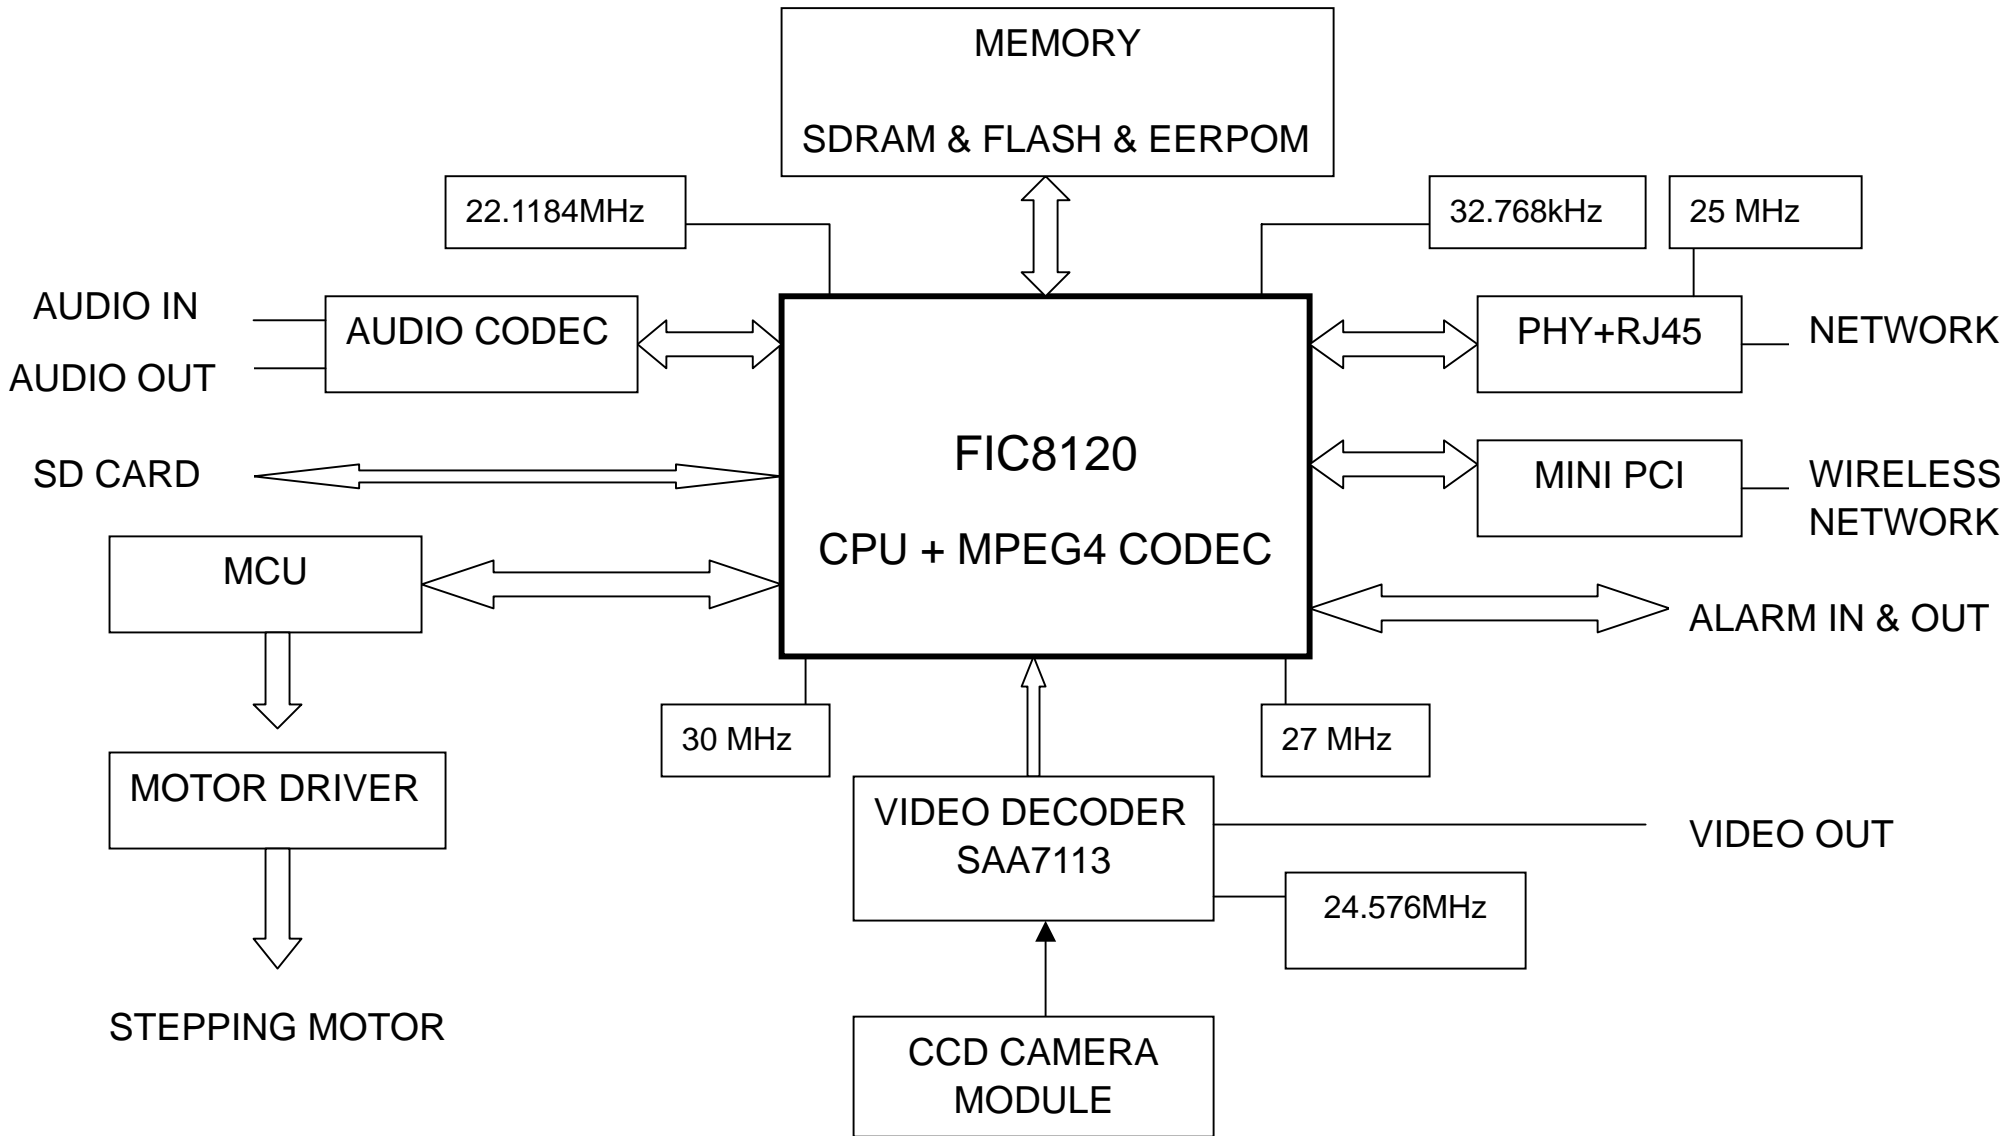 MEMORY
SDRAM & FLASH & EERPOM
22.1184MHz
32.768kHz
25 MHz
AUDIO IN
AUDIO OUT
AUDIO CODEC
PHY+RJ45
NETWORK
SD CARD
FIC8120
CPU + MPEG4 CODEC
MINI PCI
WIRELESS
NETWORK
MCU
ALARM IN & OUT
30 MHz
27 MHz
MOTOR DRIVER
VIDEO DECODER
SAA7113
VIDEO OUT
24.576MHz
STEPPING MOTOR
CCD CAMERA
MODULE